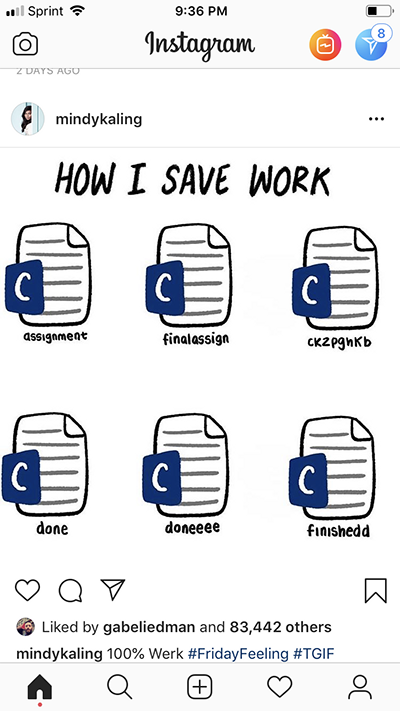 Sprint 9:36 PM
Instagram
8
2 DAYS AGO
mindykaling
HOW I SAVE WORK
C C C
assignment finalassign ckzpghkb
C C C
done doneeee finishedd
Liked by gabeliedman and 83,442 others
mindykaling 100% Werk #FridayFeeling #TGIF